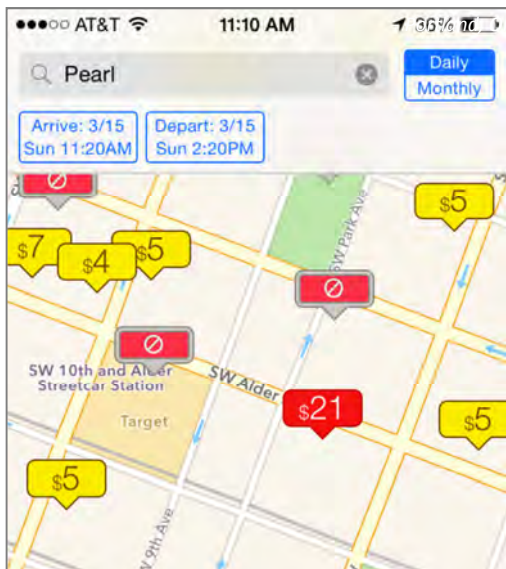 AT&T 11:10 AM 36%
Pearl
Daily
Monthly
Arrive: 3/15
Sun 11:20AM
Depart: 3/15
Sun 2:20PM
$5
SW Park Ave
$7
$4
$5
SW 10th and Alder
Streetcar Station
SW Alder
Target
$21
$5
$5
9th Ave